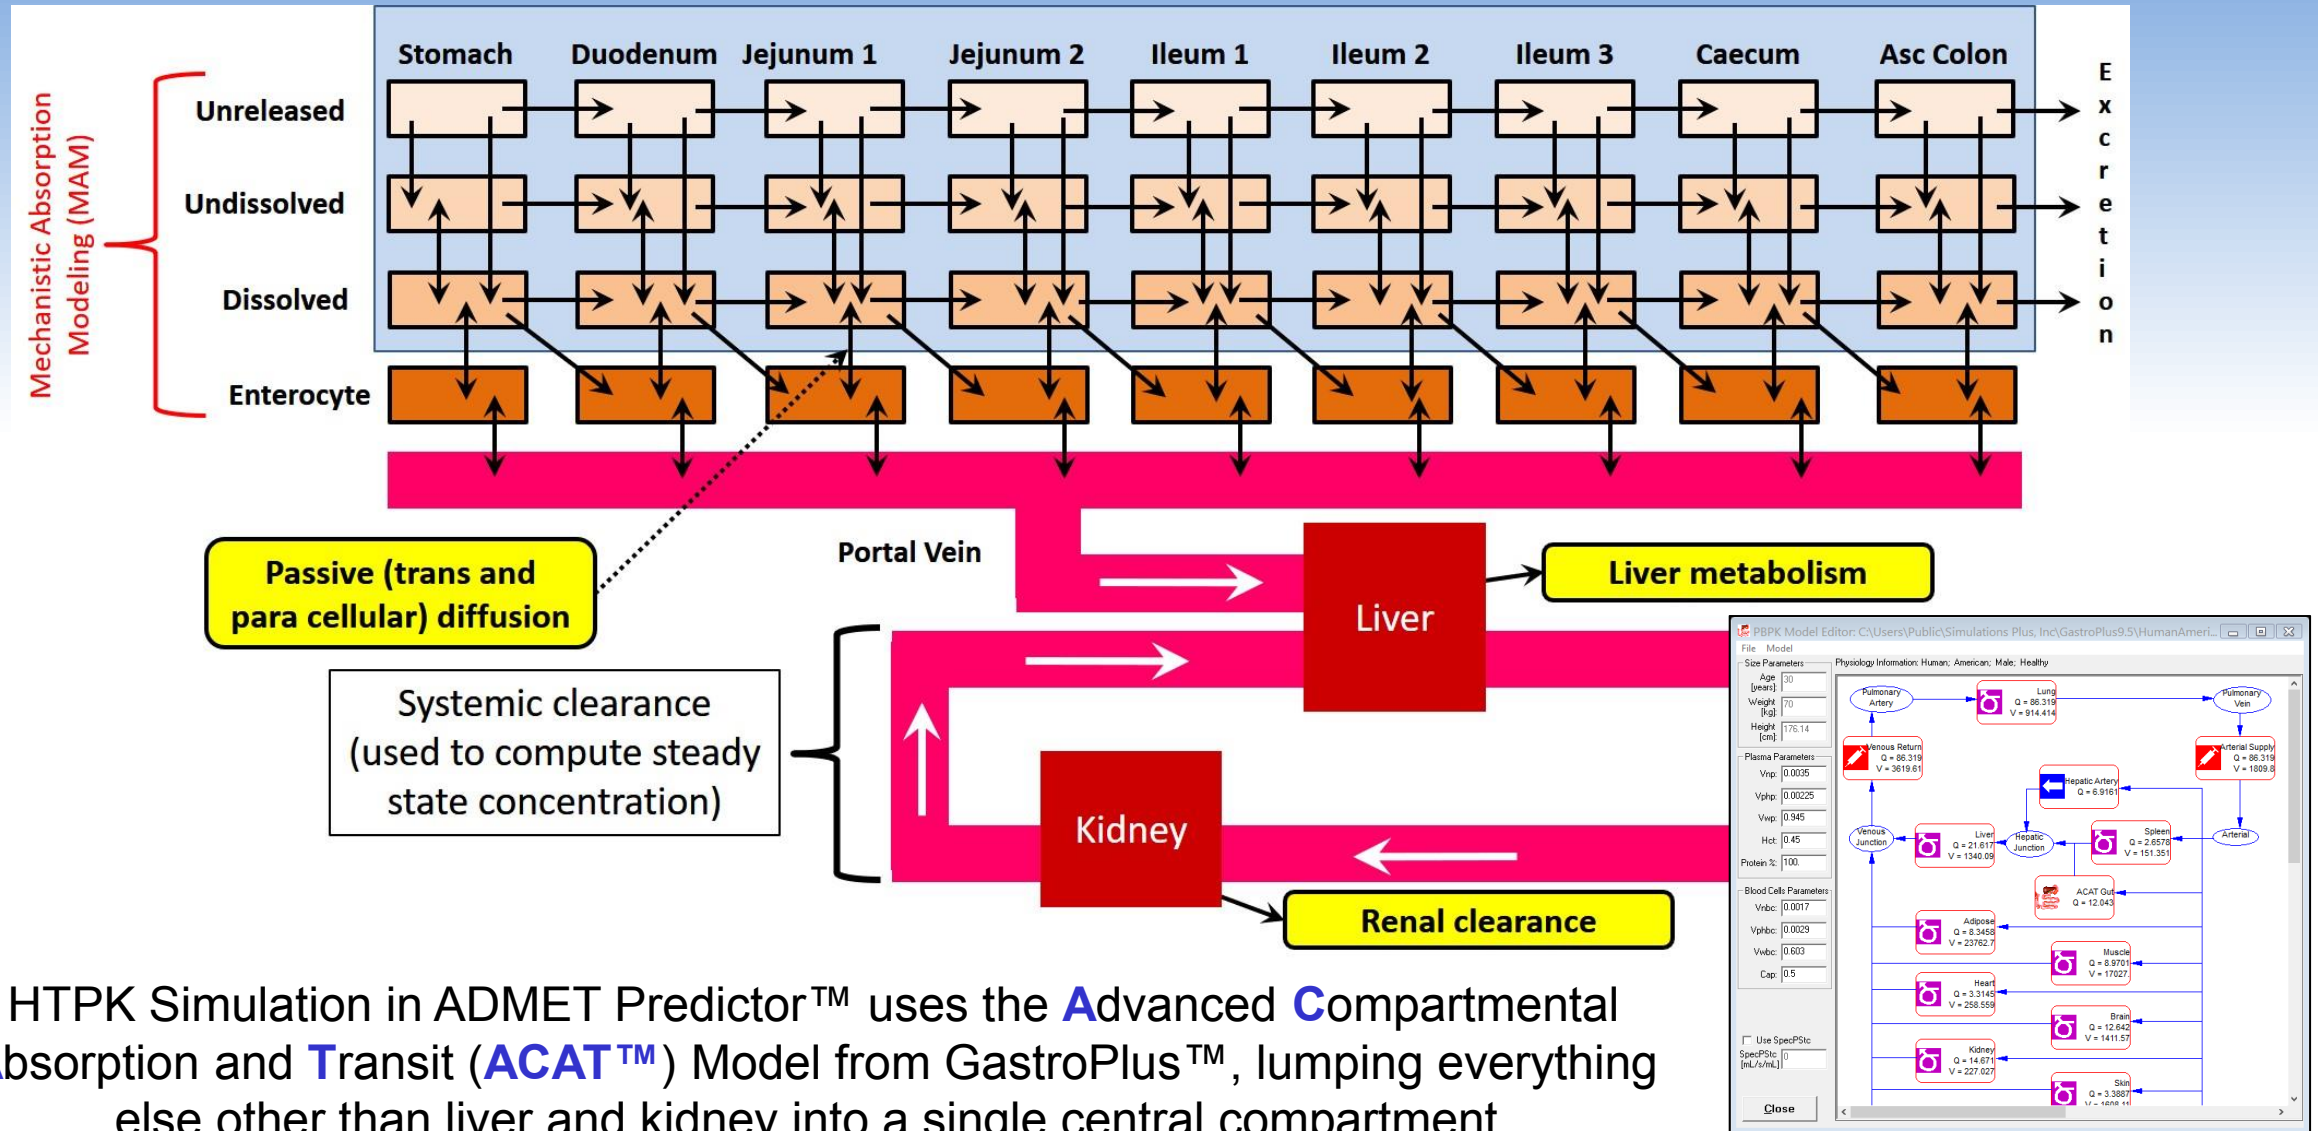 Stomach Duodenum Jejunum 1 Jejunum 2 Ileum 1 Ileum 2 Ileum 3 Caecum Asc Colon
Unreleased
Undissolved
Dissolved
Enterocyte
Mechanistic Absorption
Modeling (MAM)
Excretion
Passive (trans and
para cellular) diffusion
Portal Vein
Liver
Liver metabolism
Systemic clearance
(used to compute steady
state concentration)
Kidney
Renal clearance
HTPK Simulation in ADMET Predictor™ uses the Advanced Compartmental
bsorption and Transit (ACAT™) Model from GastroPlus™, lumping everything
else other than liver and kidney into a single central compartment
PBPK Model Editor: C:\Users\Public\Simulations Plus, Inc\GastroPlus9.5\HumanAmeri...
File Model
Size Parameters
Age
[years]: 30
Weight
[kg]: 70
Height
[cm]: 176.14
Plasma Parameters
Vnp: 0.0035
Vphp: 0.00225
Vwp: 0.945
Hct: 0.45
Protein %: 100.
Blood Cells Parameters
Vnbc: 0.0017
Vphbc: 0.0029
Vwbc: 0.603
Cap: 0.5
Use SpecPStc
SpecPStc
[mL/s/mL] 0
Close
Physiology Information: Human; American; Male; Healthy
Pulmonary
Artery
Lung
Q = 86.319
V = 914.414
Pulmonary
Vein
Venous Return
Q = 86.319
V = 3619.61
Arterial Supply
Q = 86.319
V = 1809.8
Hepatic Artery
Q = 6.9161
Venous
Junction
Liver
Q = 21.617
V = 1340.09
Hepatic
Junction
Spleen
Q = 2.6578
V = 151.351
Arterial
ACAT Gut
Q = 12.043
Adipose
Q = 8.3458
V = 23762.7
Muscle
Q = 8.9701
V = 17027.
Heart
Q = 3.3145
V = 258.559
Brain
Q = 12.642
V = 1411.57
Kidney
Q = 14.671
V = 227.027
Skin
Q = 3.3887